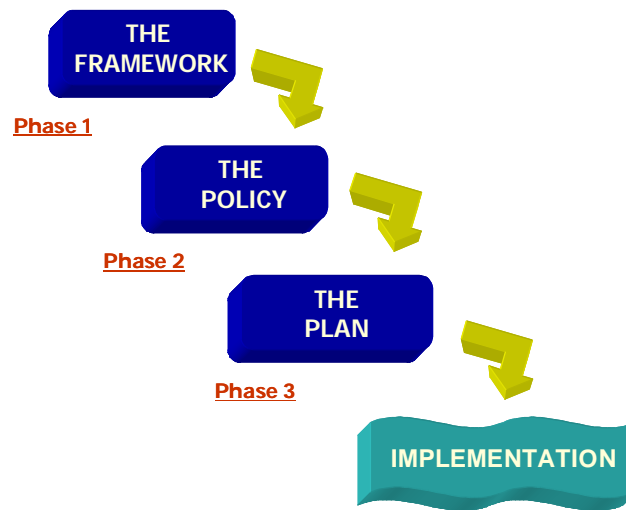 THE
FRAMEWORK
Phase 1
THE
POLICY
Phase 2
THE
PLAN
Phase 3
IMPLEMENTATION